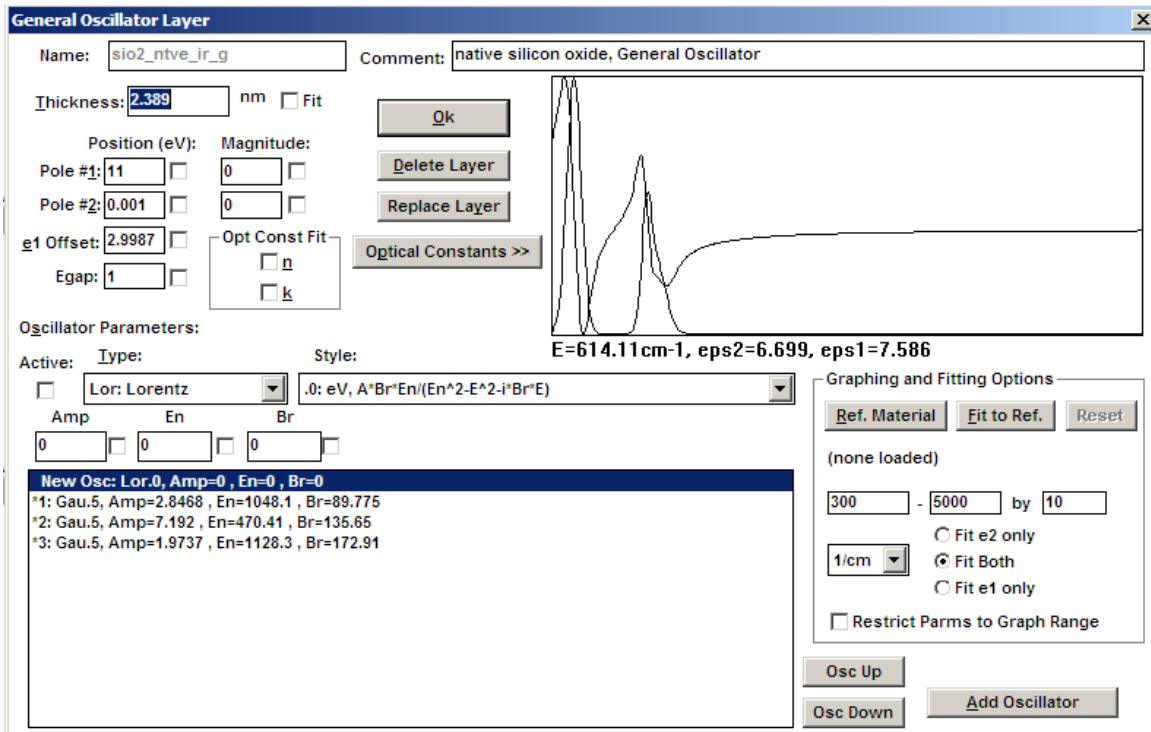 General Oscillator Layer
Name: sio2_ntve_ir_g Comment: native silicon oxide, General Oscillator
Thickness: 2.389 nm Fit
Ok
Position (eV): Magnitude:
Pole #1: 11 0
Delete Layer
Pole #2: 0.001 0
Replace Layer
e1 Offset: 2.9987
Opt Const Fit
Optical Constants >>
n
Egap: 1
k
Oscillator Parameters:
E=614.11cm-1, eps2=6.699, eps1=7.586
Active: Type: Style:
Lor: Lorentz .0: eV, A*Br*En/(En^2-E^2-i*Br*E)
Amp En Br
0 0 0
New Osc: Lor.0, Amp=0 , En=0 , Br=0
*1: Gau.5, Amp=2.8468 , En=1048.1 , Br=89.775
*2: Gau.5, Amp=7.192 , En=470.41 , Br=135.65
*3: Gau.5, Amp=1.9737 , En=1128.3 , Br=172.91
Graphing and Fitting Options
Ref. Material Fit to Ref. Reset
(none loaded)
300 - 5000 by 10
Fit e2 only
1/cm Fit Both
Fit e1 only
Restrict Parms to Graph Range
Osc Up
Osc Down
Add Oscillator